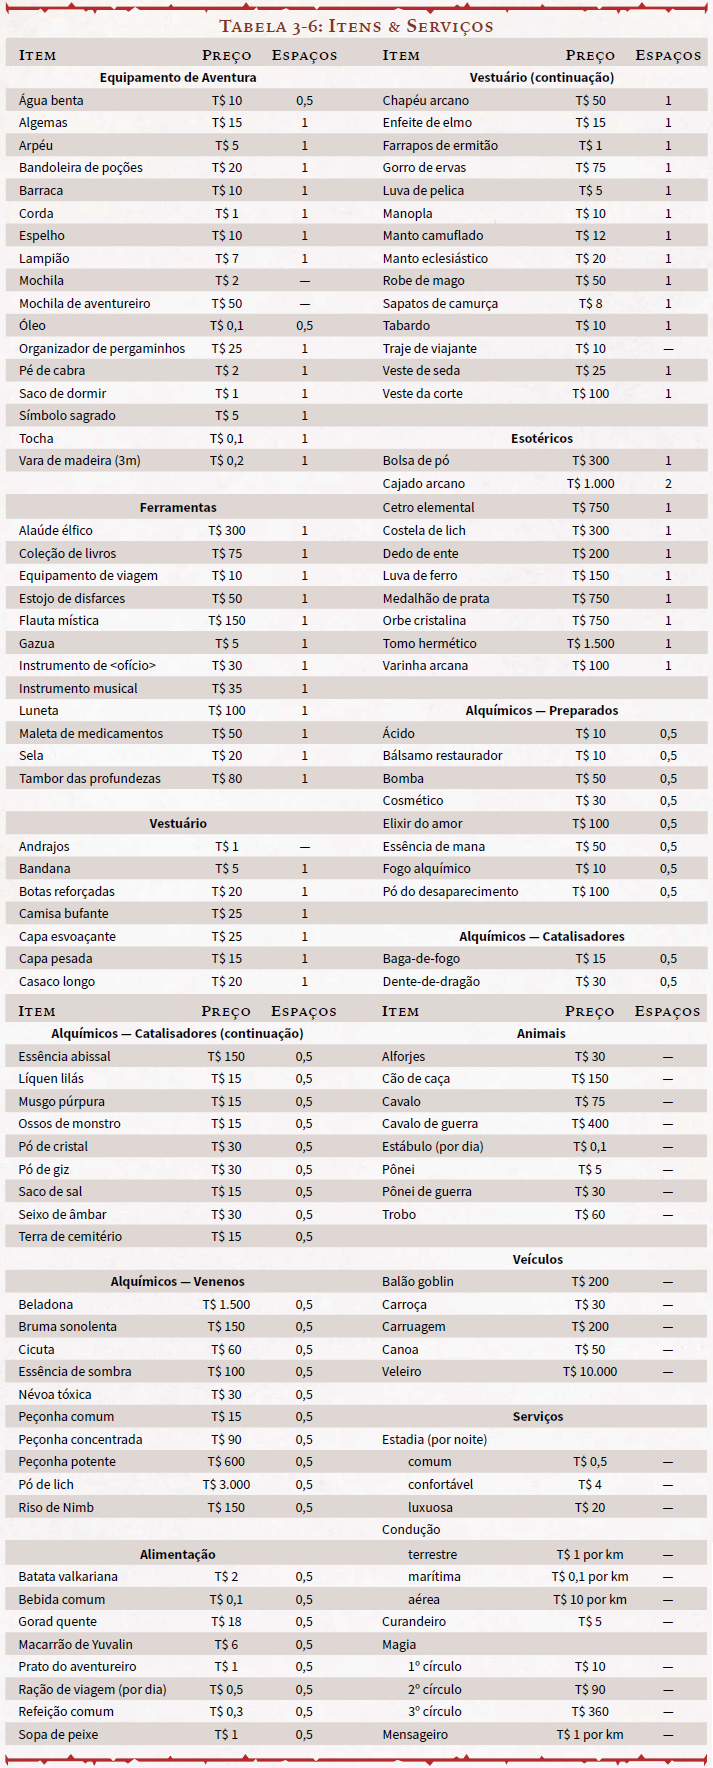 Tabela 3-6: Itens & Serviços
Item Preço Espaços
Equipamento de Aventura
Água benta T$ 10 0,5
Algemas T$ 15 1
Arpéu T$ 5 1
Bandoleira de poções T$ 20 1
Barraca T$ 10 1
Corda T$ 1 1
Espelho T$ 10 1
Lampião T$ 7 1
Mochila T$ 2 —
Mochila de aventureiro T$ 50 —
Óleo T$ 0,1 0,5
Organizador de pergaminhos T$ 25 1
Pé de cabra T$ 2 1
Saco de dormir T$ 1 1
Símbolo sagrado T$ 5 1
Tocha T$ 0,1 1
Vara de madeira (3m) T$ 0,2 1
Ferramentas
Alaúde élfico T$ 300 1
Coleção de livros T$ 75 1
Equipamento de viagem T$ 10 1
Estojo de disfarces T$ 50 1
Flauta mística T$ 150 1
Gazua T$ 5 1
Instrumento de <ofício> T$ 30 1
Instrumento musical T$ 35 1
Luneta T$ 100 1
Maleta de medicamentos T$ 50 1
Sela T$ 20 1
Tambor das profundezas T$ 80 1
Vestuário
Andrajos T$ 1 —
Bandana T$ 5 1
Botas reforçadas T$ 20 1
Camisa bufante T$ 25 1
Capa esvoaçante T$ 25 1
Capa pesada T$ 15 1
Casaco longo T$ 20 1
Item Preço Espaços
Vestuário (continuação)
Chapéu arcano T$ 50 1
Enfeite de elmo T$ 15 1
Farrapos de ermitão T$ 1 1
Gorro de ervas T$ 75 1
Luva de pelica T$ 5 1
Manopla T$ 10 1
Manto camuflado T$ 12 1
Manto eclesiástico T$ 20 1
Robe de mago T$ 50 1
Sapatos de camurça T$ 8 1
Tabardo T$ 10 1
Traje de viajante T$ 10 —
Veste de seda T$ 25 1
Veste da corte T$ 100 1
Esotéricos
Bolsa de pó T$ 300 1
Cajado arcano T$ 1.000 2
Cetro elemental T$ 750 1
Costela de lich T$ 300 1
Dedo de ente T$ 200 1
Luva de ferro T$ 150 1
Medalhão de prata T$ 750 1
Orbe cristalina T$ 750 1
Tomo hermético T$ 1.500 1
Varinha arcana T$ 100 1
Alquímicos — Preparados
Ácido T$ 10 0,5
Bálsamo restaurador T$ 10 0,5
Bomba T$ 50 0,5
Cosmético T$ 30 0,5
Elixir do amor T$ 100 0,5
Essência de mana T$ 50 0,5
Fogo alquímico T$ 10 0,5
Pó do desaparecimento T$ 100 0,5
Alquímicos — Catalisadores
Baga-de-fogo T$ 15 0,5
Dente-de-dragão T$ 30 0,5
Item Preço Espaços
Alquímicos — Catalisadores (continuação)
Essência abissal T$ 150 0,5
Líquen lilás T$ 15 0,5
Musgo púrpura T$ 15 0,5
Ossos de monstro T$ 15 0,5
Pó de cristal T$ 30 0,5
Pó de giz T$ 30 0,5
Saco de sal T$ 15 0,5
Seixo de âmbar T$ 30 0,5
Terra de cemitério T$ 15 0,5
Alquímicos — Venenos
Beladona T$ 1.500 0,5
Bruma sonolenta T$ 150 0,5
Cicuta T$ 60 0,5
Essência de sombra T$ 100 0,5
Névoa tóxica T$ 30 0,5
Peçonha comum T$ 15 0,5
Peçonha concentrada T$ 90 0,5
Peçonha potente T$ 600 0,5
Pó de lich T$ 3.000 0,5
Riso de Nimb T$ 150 0,5
Alimentação
Batata valkariana T$ 2 0,5
Bebida comum T$ 0,1 0,5
Gorad quente T$ 18 0,5
Macarrão de Yuvalin T$ 6 0,5
Prato do aventureiro T$ 1 0,5
Ração de viagem (por dia) T$ 0,5 0,5
Refeição comum T$ 0,3 0,5
Sopa de peixe T$ 1 0,5
Item Preço Espaços
Animais
Alforjes T$ 30 —
Cão de caça T$ 150 —
Cavalo T$ 75 —
Cavalo de guerra T$ 400 —
Estábulo (por dia) T$ 0,1 —
Pônei T$ 5 —
Pônei de guerra T$ 30 —
Trobo T$ 60 —
Veículos
Balão goblin T$ 200 —
Carroça T$ 30 —
Carruagem T$ 200 —
Canoa T$ 50 —
Veleiro T$ 10.000 —
Serviços
Estadia (por noite)
comum T$ 0,5 —
confortável T$ 4 —
luxuosa T$ 20 —
Condução
terrestre T$ 1 por km —
marítima T$ 0,1 por km —
aérea T$ 10 por km —
Curandeiro T$ 5 —
Magia
1º círculo T$ 10 —
2º círculo T$ 90 —
3º círculo T$ 360 —
Mensageiro T$ 1 por km —